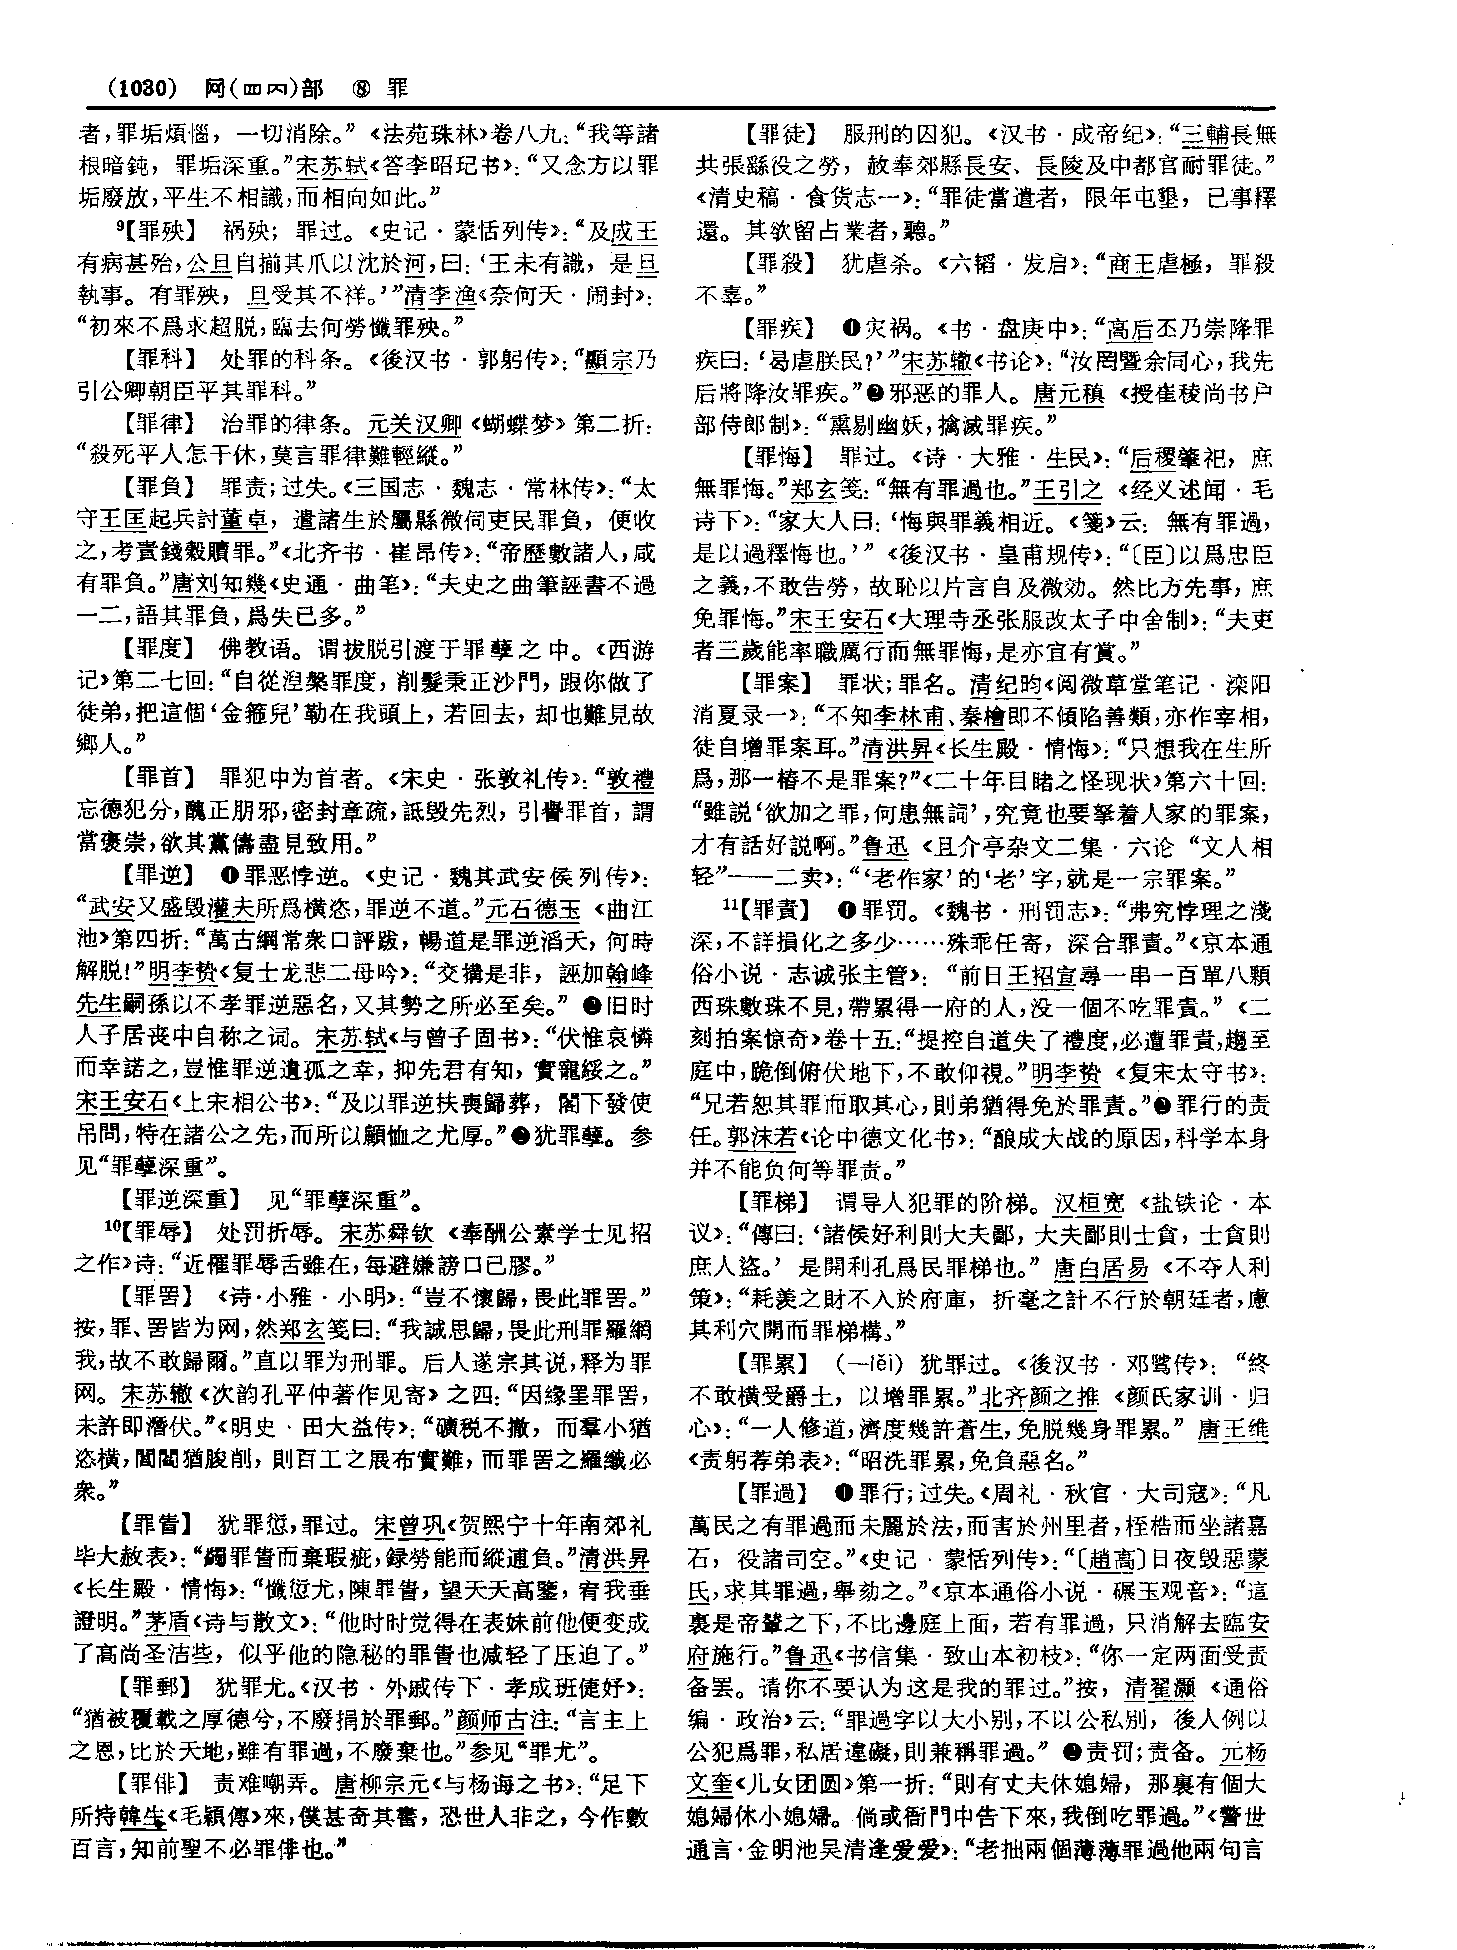 (1030) 网(罒𦉪)部 ⑧ 罪
者,罪垢煩惱，一切消除。”《法苑珠林》卷八九:“我等諸
根暗鈍，罪垢深重。”宋苏轼《答李昭玘书》:“又念方以罪
垢廢放,平生不相識,而相向如此。”
9【罪殃】 祸殃；罪过。《史记·蒙恬列传》:“及成王
有病甚殆,公旦自揃其爪以沈於河,曰:‘王未有識，是旦
執事。有罪殃，旦受其不祥。’”清李渔《奈何天·闹封》:
“初來不爲求超脱,臨去何勞懺罪殃。”
【罪科】 处罪的科条。《後汉书·郭躬传》:“顯宗乃
引公卿朝臣平其罪科。”
【罪律】 治罪的律条。元关汉卿《蝴蝶梦》第二折:
“殺死平人怎干休,莫言罪律難輕縱。”
【罪負】 罪责;过失。《三国志·魏志·常林传》:“太
守王匡起兵討董卓，遣諸生於屬縣微伺吏民罪負，便收
之,考責錢穀贖罪。”《北齐书·崔昂传》:“帝歷數諸人,咸
有罪負。”唐刘知幾《史通·曲笔》:“夫史之曲筆誣書不過
一二,語其罪負,爲失已多。”
【罪度】 佛教语。谓拔脱引渡于罪孽之中。《西游
记》第二七回:“自從湼槃罪度，削髮秉正沙門，跟你做了
徒弟,把這個‘金箍兒’勒在我頭上，若回去，却也難見故
鄉人。”
【罪首】 罪犯中为首者。《宋史·张敦礼传》:“敦禮
忘德犯分,醜正朋邪,密封章疏,詆毁先烈，引譽罪首，謂
當褒崇,欲其黨儔盡見致用。”
【罪逆】 ❶罪恶悖逆。《史记·魏其武安侯列传》:
“武安又盛毁灌夫所爲横恣,罪逆不道。”元石德玉《曲江
池》第四折:“萬古綱常衆口評跋，暢道是罪逆滔天，何時
解脱!”明李贽《复士龙悲二母吟》:“交搆是非，誣加翰峰
先生嗣孫以不孝罪逆惡名,又其勢之所必至矣。” ❷旧时
人子居丧中自称之词。宋苏轼《与曾子固书》:“伏惟哀憐
而幸諾之,豈惟罪逆遺孤之幸，抑先君有知，實寵綏之。”
宋王安石《上宋相公书》:“及以罪逆扶喪歸葬，閣下發使
吊問,特在諸公之先,而所以顧恤之尤厚。”❸犹罪孽。参
见“罪孽深重”。
【罪逆深重】 见“罪孽深重”。
10【罪辱】 处罚折辱。宋苏舜钦《奉酬公素学士见招
之作》诗:“近罹罪辱舌雖在,每避嫌謗口已膠。”
【罪罟】 《诗·小雅·小明》:“豈不懷歸,畏此罪罟。”
按,罪、罟皆为网,然郑玄笺曰:“我誠思歸,畏此刑罪羅網
我,故不敢歸爾。”直以罪为刑罪。后人遂宗其说,释为罪
网。宋苏辙《次韵孔平仲著作见寄》之四:“因緣罣罪罟，
未許即潛伏。”《明史·田大益传》:“礦税不撤，而羣小猶
恣横,閭閻猶朘削，則百工之展布實難，而罪罟之羅織必
衆。”
【罪眚】 犹罪愆,罪过。宋曾巩《贺熙宁十年南郊礼
毕大赦表》:“蠲罪眚而棄瑕疵,録勞能而縱逋負。”清洪昇
《长生殿·情悔》:“懺愆尤,陳罪眚，望天天高鑒，宥我垂
證明。”茅盾《诗与散文》:“他时时觉得在表妹前他便变成
了高尚圣洁些，似乎他的隐秘的罪眚也减轻了压迫了。”
【罪郵】 犹罪尤。《汉书·外戚传下·孝成班倢妤》:
“猶被覆載之厚德兮,不廢捐於罪郵。”颜师古注:“言主上
之恩,比於天地,雖有罪過,不廢棄也。”参见“罪尤”。
【罪俳】 责难嘲弄。唐柳宗元《与杨诲之书》:“足下
所持韓生《毛穎傳》來,僕甚奇其書，恐世人非之，今作數
百言,知前聖不必罪俳也。”
【罪徒】 服刑的囚犯。《汉书·成帝纪》:“三輔長無
共張繇役之勞，赦奉郊縣長安、長陵及中都官耐罪徒。”
《清史稿·食货志一》:“罪徒當遣者，限年屯墾，已事釋
還。其欲留占業者,聽。”
【罪殺】 犹虐杀。《六韬·发启》:“商王虐極，罪殺
不辜。”
【罪疾】 ❶灾祸。《书·盘庚中》:“高后丕乃崇降罪
疾曰:‘曷虐朕民?’”宋苏辙《书论》:“汝罔暨余同心,我先
后將降汝罪疾。”❷邪恶的罪人。唐元稹《授崔稜尚书户
部侍郎制》:“薰剔幽妖,擒滅罪疾。”
【罪悔】 罪过。《诗·大雅·生民》:“后稷肇祀，庶
無罪悔。”郑玄笺:“無有罪過也。”王引之《经义述闻·毛
诗下》:“家大人曰:‘悔與罪義相近。《箋》云:無有罪過，
是以過釋悔也。’”《後汉书·皇甫规传》:“〔臣〕以爲忠臣
之義,不敢告勞，故恥以片言自及微効。然比方先事，庶
免罪悔。”宋王安石《大理寺丞张服改太子中舍制》:“夫吏
者三歲能率職厲行而無罪悔,是亦宜有賞。”
【罪案】 罪状;罪名。清纪昀《阅微草堂笔记·滦阳
消夏录一》:“不知李林甫、秦檜即不傾陷善類,亦作宰相，
徒自增罪案耳。”清洪昇《长生殿·情悔》:“只想我在生所
爲,那一樁不是罪案?”《二十年目睹之怪现状》第六十回:
“雖説‘欲加之罪,何患無詞’,究竟也要拏着人家的罪案，
才有話好説啊。”鲁迅《且介亭杂文二集·六论“文人相
轻”——二卖》:“‘老作家’的‘老’字,就是一宗罪案。”
11【罪責】 ❶罪罚。《魏书·刑罚志》:“弗究悖理之淺
深,不詳損化之多少……殊乖任寄，深合罪責。”《京本通
俗小说·志诚张主管》:“前日王招宣尋一串一百單八顆
西珠數珠不見,帶累得一府的人,没一個不吃罪責。”《二
刻拍案惊奇》卷十五:“提控自道失了禮度,必遭罪責,趨至
庭中,跪倒俯伏地下,不敢仰視。”明李贽《复宋太守书》:
“兄若恕其罪而取其心,則弟猶得免於罪責。”❷罪行的责
任。郭沫若《论中德文化书》:“酿成大战的原因,科学本身
并不能负何等罪责。”
【罪梯】 谓导人犯罪的阶梯。汉桓宽《盐铁论·本
议》:“傳曰:‘諸侯好利則大夫鄙，大夫鄙則士貪，士貪則
庶人盜。’是開利孔爲民罪梯也。”唐白居易《不夺人利
策》:“耗羨之財不入於府庫，折毫之計不行於朝廷者,慮
其利穴開而罪梯構。”
【罪累】 (—lěi) 犹罪过。《後汉书·邓骘传》:“終
不敢横受爵土，以增罪累。”北齐颜之推《颜氏家训·归
心》:“一人修道,濟度幾許蒼生,免脱幾身罪累。”唐王维
《责躬荐弟表》:“昭洗罪累,免負惡名。”
【罪過】 ❶罪行;过失。《周礼·秋官·大司寇》:“凡
萬民之有罪過而未麗於法,而害於州里者,桎梏而坐諸嘉
石，役諸司空。”《史记·蒙恬列传》:“〔趙高〕日夜毁惡蒙
氏,求其罪過,舉劾之。”《京本通俗小说·碾玉观音》:“這
裏是帝輦之下,不比邊庭上面，若有罪過，只消解去臨安
府施行。”鲁迅《书信集·致山本初枝》:“你一定两面受责
备罢。请你不要认为这是我的罪过。”按，清翟灏《通俗
编·政治》云:“罪過字以大小别,不以公私别，後人例以
公犯爲罪,私居違礙,則兼稱罪過。” ❷责罚;责备。元杨
文奎《儿女团圆》第一折:“則有丈夫休媳婦，那裏有個大
媳婦休小媳婦。倘或衙門中告下來,我倒吃罪過。”《警世
通言·金明池吴清逢爱爱》:“老拙兩個薄薄罪過他兩句言